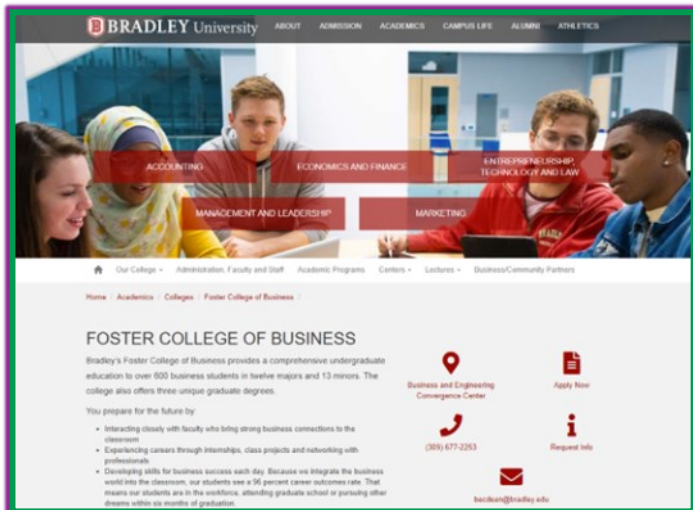 BRADLEY University ABOUT ADMISSION ACADEMICS CAMPUS LIFE ALUMNI ATHLETICS
ACCOUNTING ECONOMICS AND FINANCE ENTREPRENEURSHIP,
TECHNOLOGY AND LAW
MANAGEMENT AND LEADERSHIP MARKETING
Our College Administration, Faculty and Staff Academic Programs Centers Lectures Business/Community Partners
Home / Academics / Colleges / Foster College of Business /
FOSTER COLLEGE OF BUSINESS
Bradley's Foster College of Business provides a comprehensive undergraduate
education to over 800 business students in twelve majors and 13 minors. The
college also offers three unique graduate degrees.
You prepare for the future by:
• Interacting closely with faculty who bring strong business connections to the
classroom
• Experiencing careers through internships, class projects and networking with
professionals
• Developing skills for business success each day. Because we integrate the business
world into the classroom, our students see a 96 percent career outcomes rate. That
means our students are in the workforce, attending graduate school or pursuing other
dreams within six months of graduation.
Business and Engineering
Convergence Center
Apply Now
(309) 677-2253
Request Info
becdean@bradley.edu